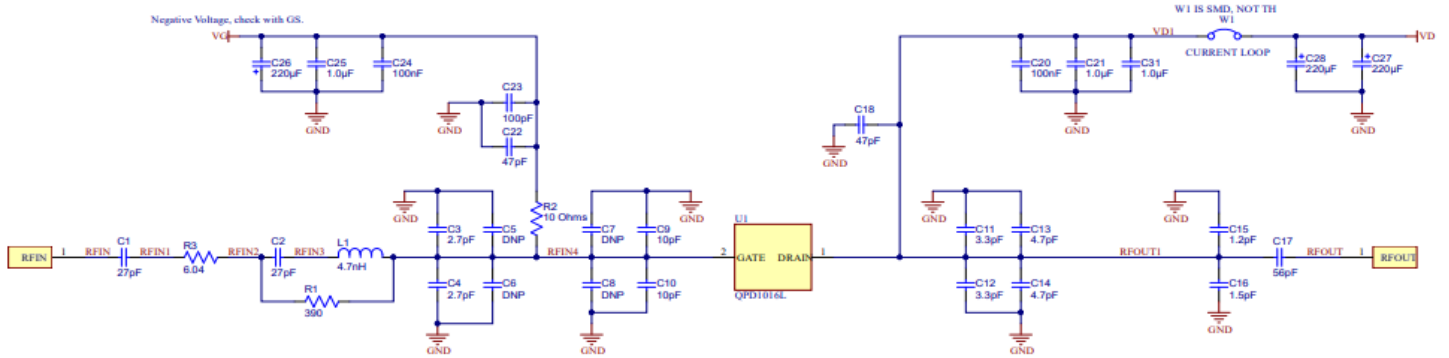 W1 IS SMD, NOT TH
Negative Voltage, check with GS.
W1
VG
VD1
VD
CURRENT LOOP
C26
220µF
C25
1.0µF
C24
100nF
C20
100nF
C21
1.0µF
C31
1.0µF
C28
220µF
C27
220µF
GND
GND
GND
C23
100pF
GND
C22
47pF
C18
47pF
GND
R2
10 Ohms
GND
GND
GND
GND
U1
C3
2.7pF
C5
DNP
C7
DNP
C9
10pF
C11
3.3pF
C13
4.7pF
C15
1.2pF
RFIN
1
RFIN
C1
27pF
RFIN1
R3
6.04
RFIN2
C2
27pF
RFIN3
L1
4.7nH
RFIN4
2
GATE
DRAIN
1
QPD1016L
RFOUT1
C17
56pF
RFOUT
1
RFOUT
R1
390
C4
2.7pF
C6
DNP
C8
DNP
C10
10pF
C12
3.3pF
C14
4.7pF
C16
1.5pF
GND
GND
GND
GND